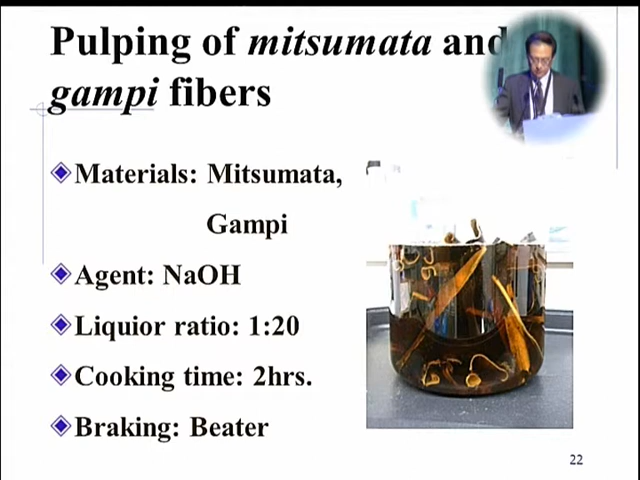 Pulping of mitsumata and
gampi fibers
Materials: Mitsumata,
Gampi
Agent: NaOH
Liquior ratio: 1:20
Cooking time: 2hrs.
Braking: Beater
22